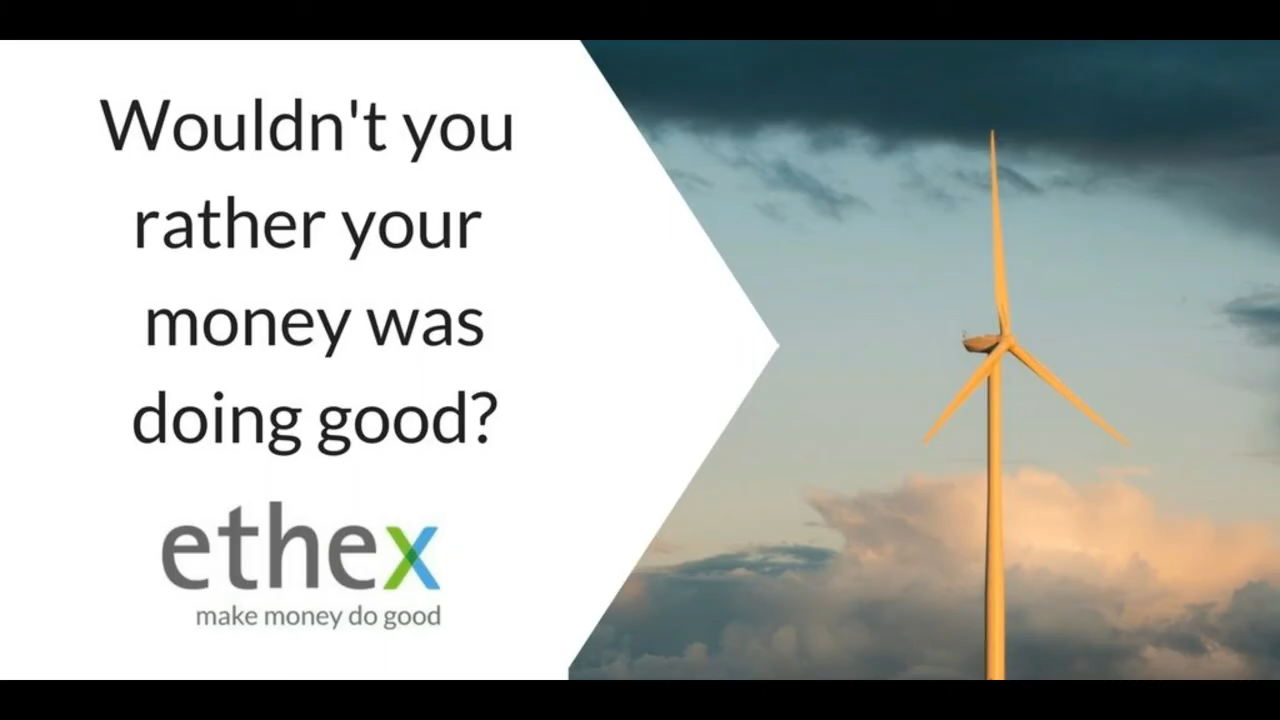 Wouldn't you
rather your
money was
doing good?
ethex
make money do good